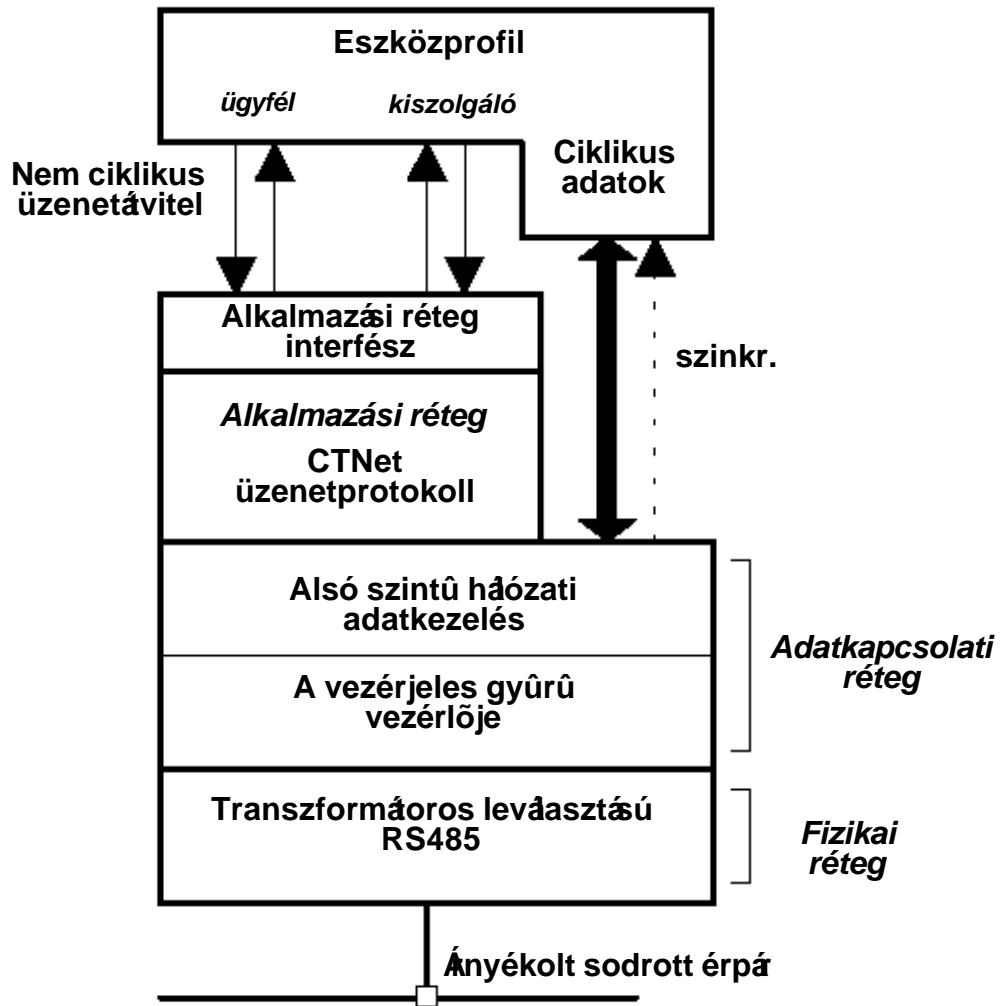 Eszközprofil
ügyfél kiszolgáló
Ciklikus
adatok
Nem ciklikus
üzenetátvitel
Alkalmazási réteg
interfész
szinkr.
Alkalmazási réteg
CTNet
üzenetprotokoll
Alsó szintû hálózati
adatkezelés
Adatkapcsolati
réteg
A vezérjeles gyûrû
vezérlõje
Transzformátoros leválasztású
RS485
Fizikai
réteg
Árnyékolt sodrott érpár